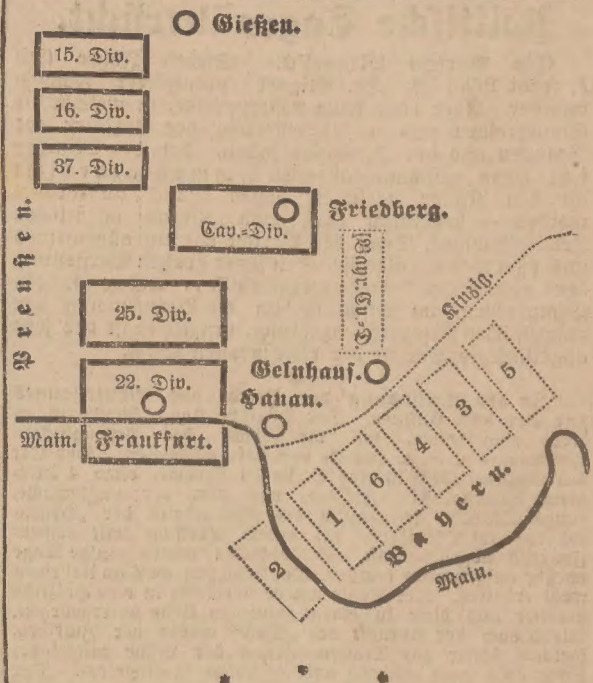 Gießen.
15. Div.
16. Div.
37. Div.
Preußen.
Cav.=Div.
Friedberg.
Bayr. Ca=D.
Kinzig.
25. Div.
22. Div.
Gelnhaus.
Hanau.
Main. Frankfurt.
5
3
4
6
1
2
Bayern.
Main.